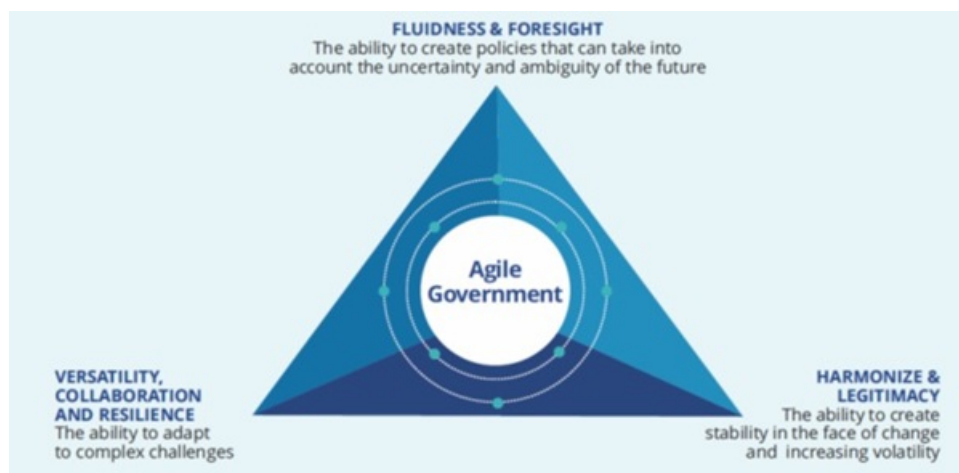 FLUIDNESS & FORESIGHT
The ability to create policies that can take into
account the uncertainty and ambiguity of the future
Agile
Government
VERSATILITY,
COLLABORATION
AND RESILIENCE
The ability to adapt
to complex challenges
HARMONIZE &
LEGITIMACY
The ability to create
stability in the face of change
and increasing volatility